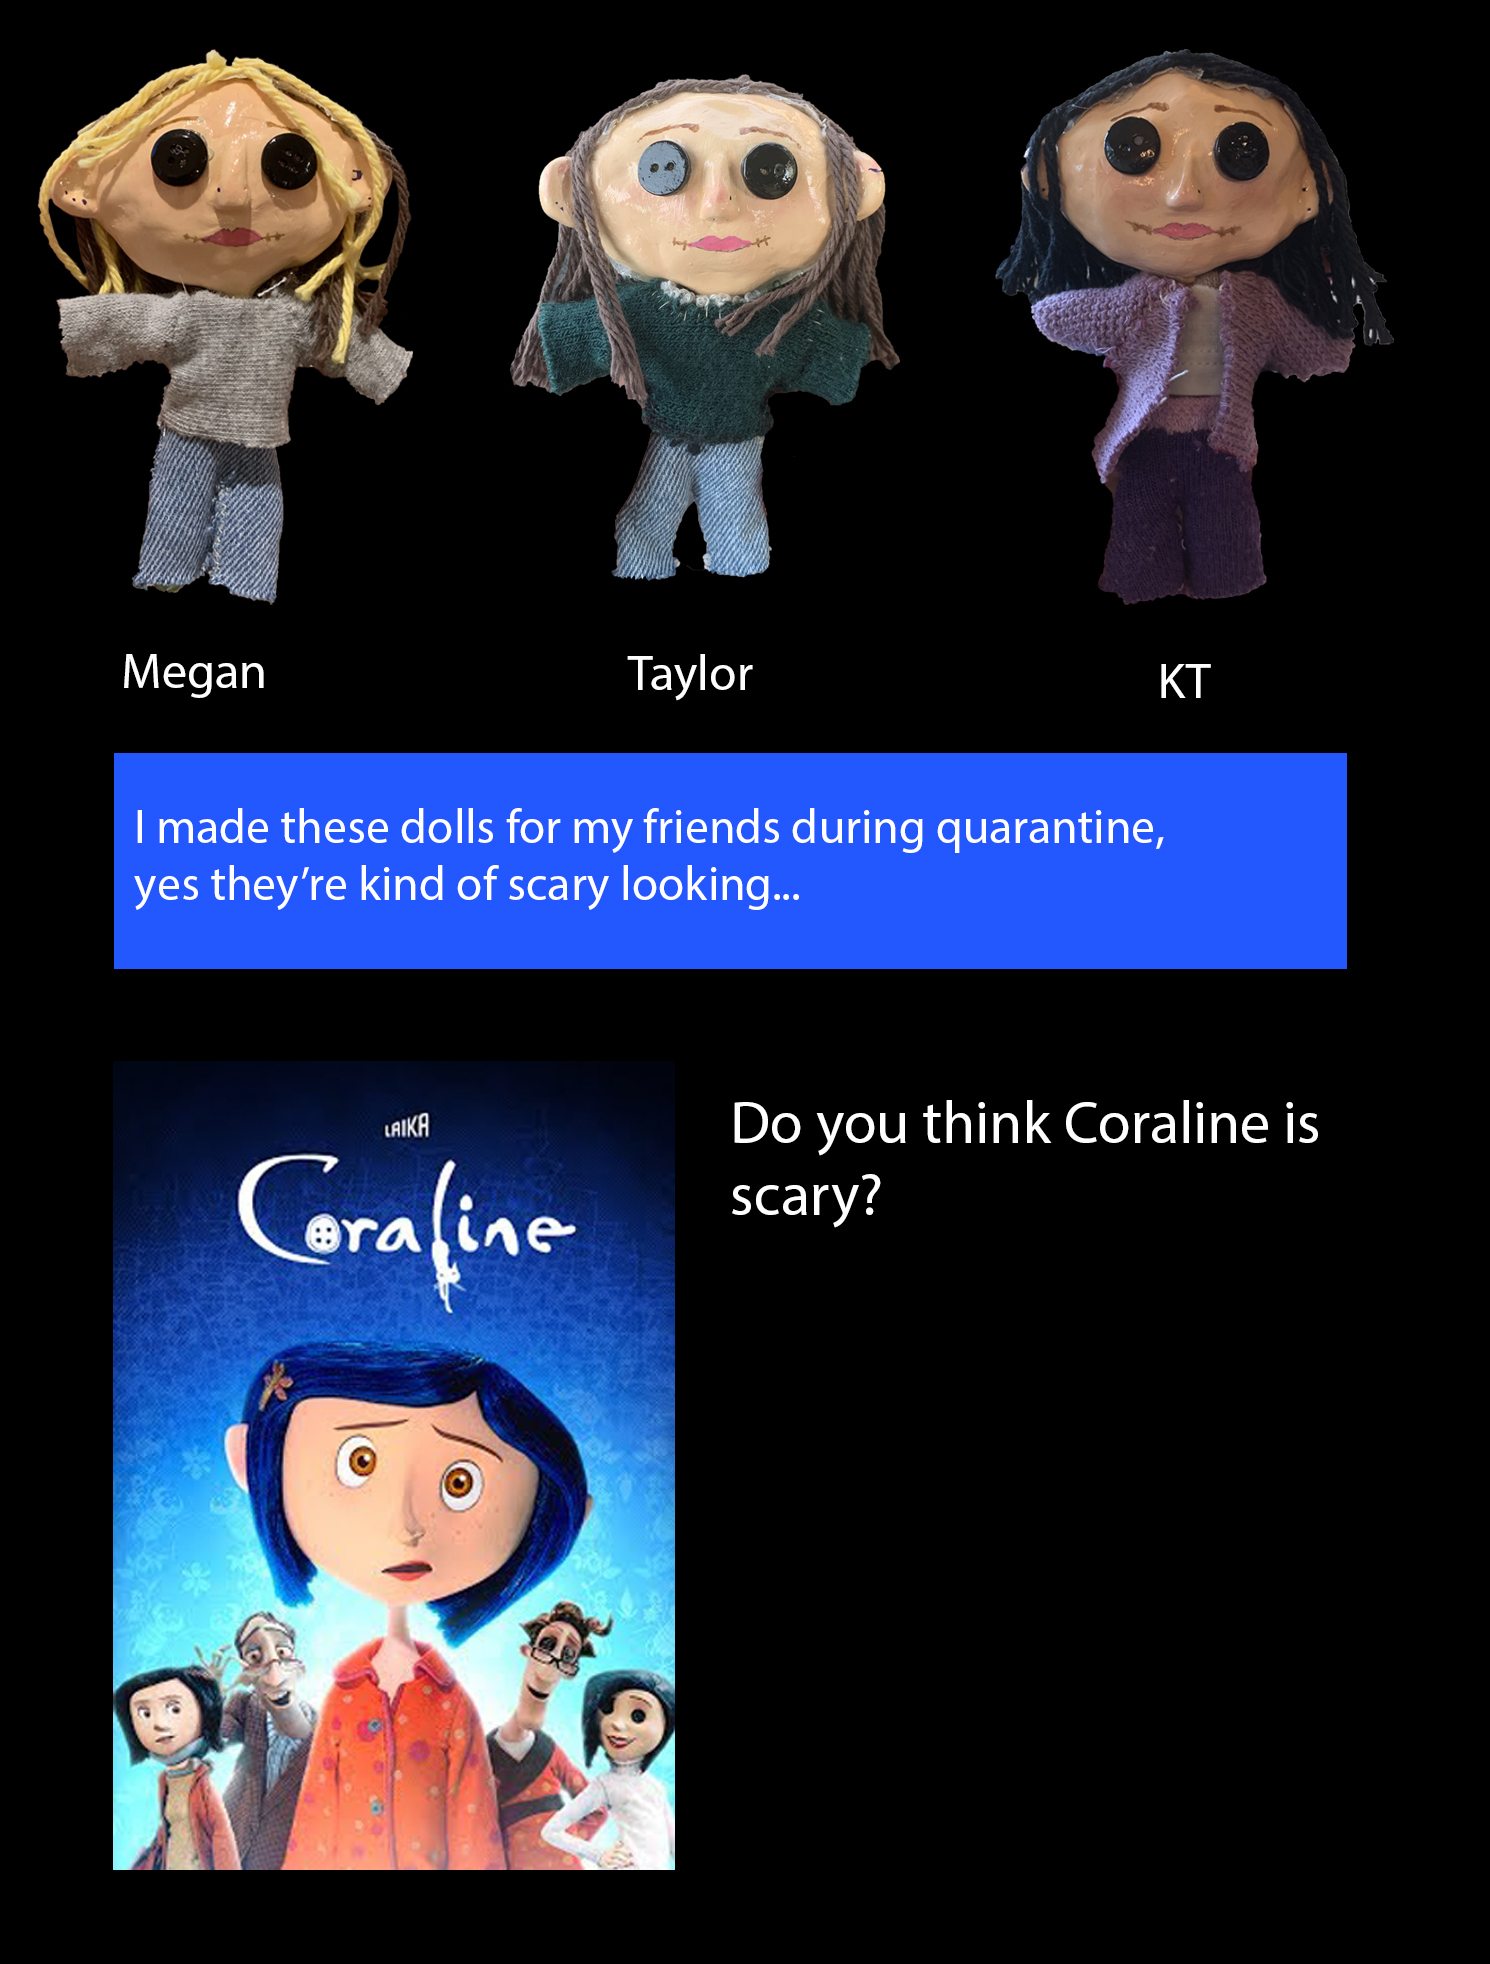 Megan
Taylor
KT
I made these dolls for my friends during quarantine,
yes they're kind of scary looking...
LAIKA
Coraline
Do you think Coraline is
scary?